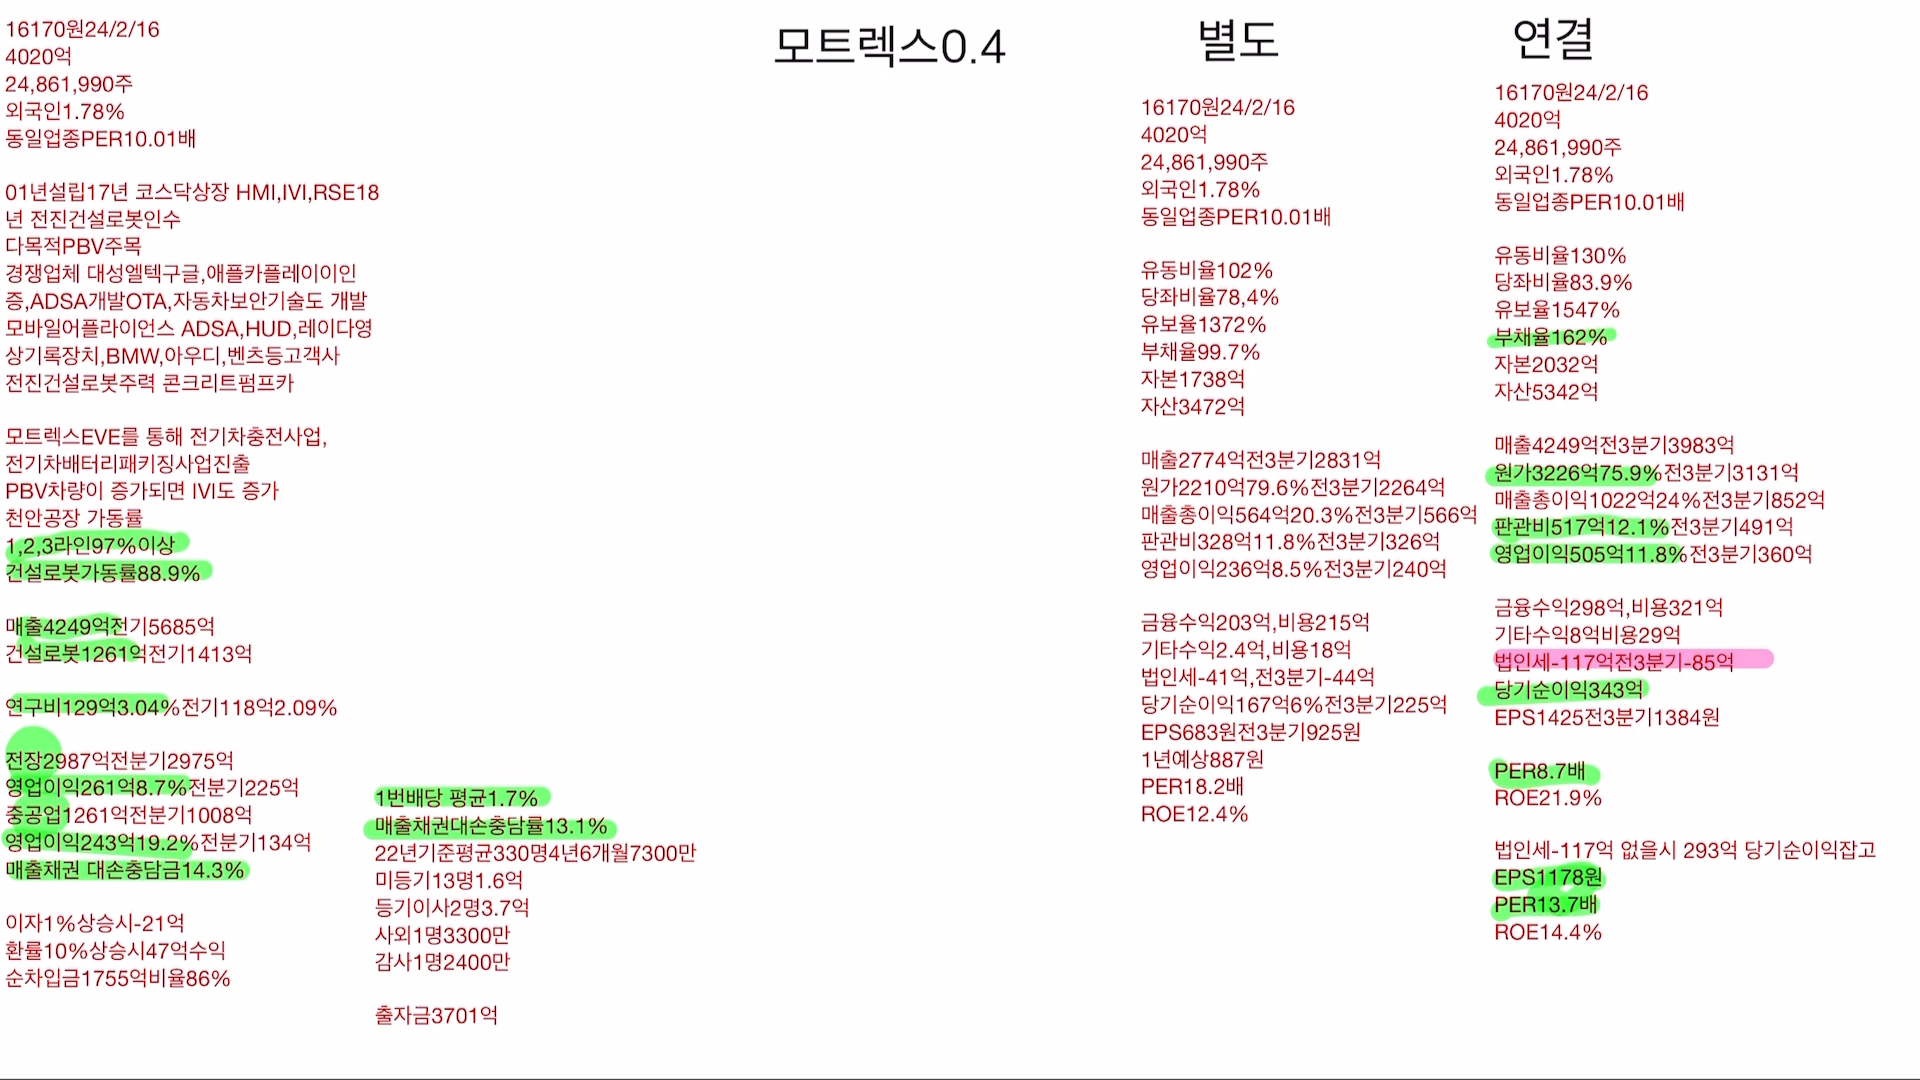 16170원24/2/16
4020억
24,861,990주
외국인1.78%
동일업종PER10.01배
01년설립17년 코스닥상장 HMI,IVI,RSE18
년 전진건설로봇인수
다목적PBV주목
경쟁업체 대성엘텍구글,애플카플레이이인
증,ADSA개발OTA,자동차보안기술도 개발
모바일어플라이언스 ADSA,HUD,레이다영
상기록장치,BMW,아우디,벤츠등고객사
전진건설로봇주력 콘크리트펌프카
모트렉스EVE를 통해 전기차충전사업,
전기차배터리패키징사업진출
PBV차량이 증가되면 IVI도 증가
천안공장 가동률
1,2,3라인97%이상
건설로봇가동률88.9%
매출4249억전기5685억
건설로봇1261억전기1413억
연구비129억3.04%전기118억2.09%
전장2987억전분기2975억
영업이익261억8.7%전분기225억
중공업1261억전분기1008억
영업이익243억19.2%전분기134억
매출채권 대손충담금14.3%
이자1%상승시-21억
환률10%상승시47억수익
순차입금1755억비율86%
1번배당 평균1.7%
매출채권대손충담률13.1%
22년기준평균330명4년6개월7300만
미등기13명1.6억
등기이사2명3.7억
사외1명3300만
감사1명2400만
출자금3701억
모트렉스0.4
별도
16170원24/2/16
4020억
24,861,990주
외국인1.78%
동일업종PER10.01배
유동비율102%
당좌비율78,4%
유보율1372%
부채율99.7%
자본1738억
자산3472억
매출2774억전3분기2831억
원가2210억79.6%전3분기2264억
매출총이익564억20.3%전3분기566억
판관비328억11.8%전3분기326억
영업이익236억8.5%전3분기240억
금융수익203억,비용215억
기타수익2.4억,비용18억
법인세-41억,전3분기-44억
당기순이익167억6%전3분기225억
EPS683원전3분기925원
1년예상887원
PER18.2배
ROE12.4%
연결
16170원24/2/16
4020억
24,861,990주
외국인1.78%
동일업종PER10.01배
유동비율130%
당좌비율83.9%
유보율1547%
부채율162%
자본2032억
자산5342억
매출4249억전3분기3983억
원가3226억75.9%전3분기3131억
매출총이익1022억24%전3분기852억
판관비517억12.1%전3분기491억
영업이익505억11.8%전3분기360억
금융수익298억,비용321억
기타수익8억비용29억
법인세-117억전3분기-85억
당기순이익343억
EPS1425전3분기1384원
PER8.7배
ROE21.9%
법인세-117억 없을시 293억 당기순이익잡고
EPS1178원
PER13.7배
ROE14.4%